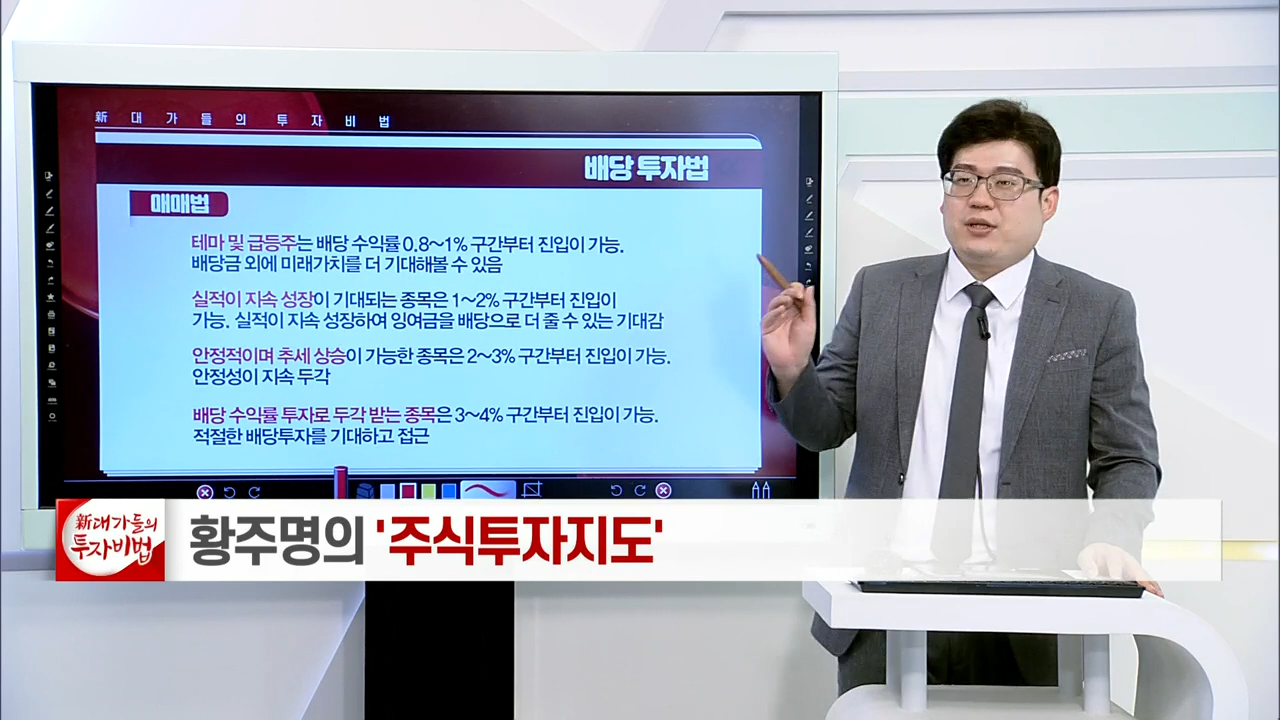 新 대가들의 투자비법
배당 투자법
매매법
테마 및 급등주는 배당 수익률 0.8~1% 구간부터 진입이 가능.
배당금 외에 미래가치를 더 기대해볼 수 있음
실적이 지속 성장이 기대되는 종목은 1~2% 구간부터 진입이
가능. 실적이 지속 성장하여 잉여금을 배당으로 더 줄 수 있는 기대감
안정적이며 추세 상승이 가능한 종목은 2~3% 구간부터 진입이 가능.
안정성이 지속 두각
배당 수익률 투자로 두각 받는 종목은 3~4% 구간부터 진입이 가능.
적절한 배당투자를 기대하고 접근
新대가들의
투자비법
황주명의 '주식투자지도'